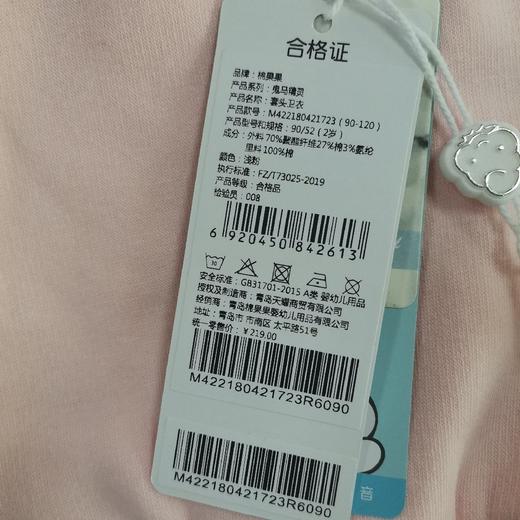 合格证
品牌：棉果果
产品系列：鬼马精灵
产品名称：套头卫衣
产品款号：M422180421723 (90-120)
产品型号和规格：90/52 (2岁)
成分：外料 70%聚酯纤维27%棉3%氨纶
里料100%棉
颜色：浅粉
执行标准：FZ/T73025-2019
产品等级：合格品
检验员：008
6 920450 842613
安全标准：GB31701-2015 A类 婴幼儿用品
授权及制造商：青岛天耀商贸有限公司
经销商：青岛棉果果婴幼儿用品有限公司
地址：青岛市 市南区 太平路51号
统一零售价：￥219.00
M422180421723R6090
M422180421723R6090
音